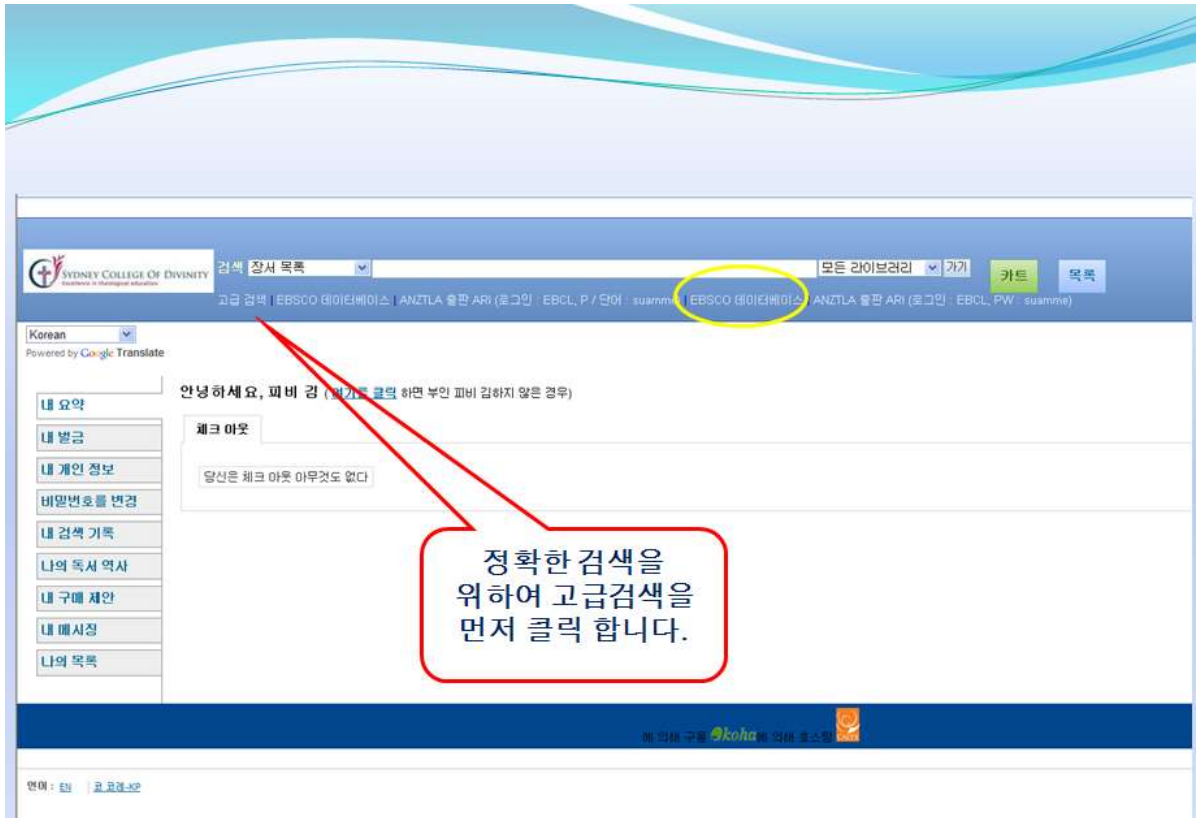 SYDNEY COLLEGE OF DIVINITY
Excellence in theological education
검색 장서 목록 모든 라이브러리 가기 카트 목록
고급 검색 | EBSCO 데이터베이스 | ANZTLA 출판 ARI (로그인 : EBCL, P / 단어 : suamme) | EBSCO 데이터베이스 | ANZTLA 출판 ARI (로그인 : EBCL, PW : suamme)
Korean
Powered by Google Translate
안녕하세요, 피비 김 ( 여기를 클릭 하면 부인 피비 김하지 않은 경우)
내 요약
내 벌금
내 개인 정보
비밀번호를 변경
내 검색 기록
나의 독서 역사
내 구매 제안
내 메시징
나의 목록
체크 아웃
당신은 체크 아웃 아무것도 없다
정확한 검색을
위하여 고급검색을
먼저 클릭 합니다.
에 의해 구동 koha에 의해 호스팅
언어 : EN | 코 코레-KP